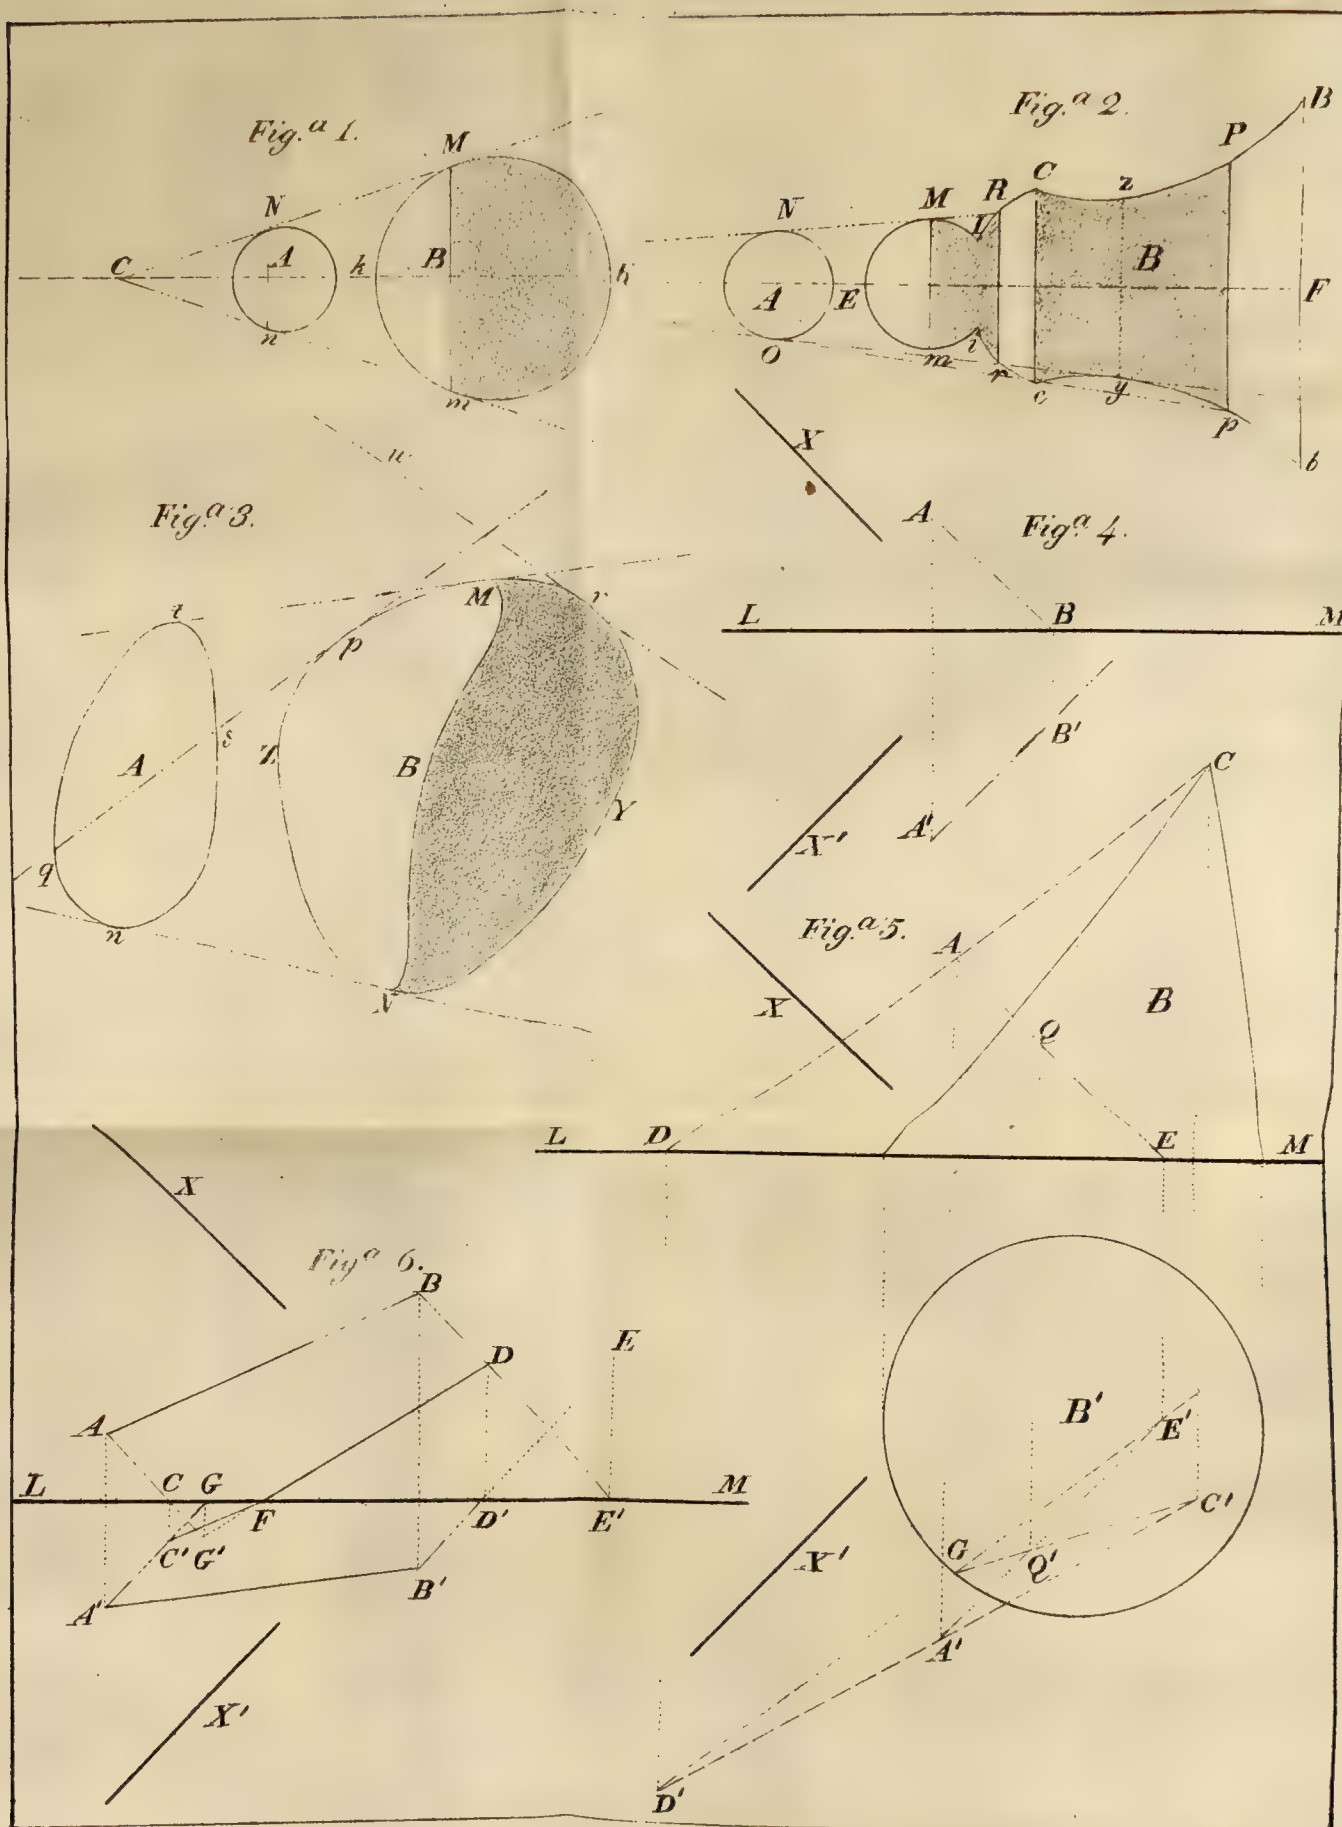 Fig.ª 1.
M
N
C
A
k
B
h
n
m
Fig.ª 2.
B
P
C
z
N
M
R
I
B
A
E
F
O
m
i
r
c
y
p
b
X
u
Fig.ª 3.
t
M
r
p
s
A
Z
B
Y
q
n
N
Fig.ª 4.
A
L
B
M
B'
A'
X'
Fig.ª 5.
C
A
B
X
Q
L
D
E
M
B'
E'
C'
G
Q'
X'
A'
D'
X
Fig.ª 6.
B
D
E
A
L
C
G
F
D'
E'
M
C'
G'
A'
B'
X'